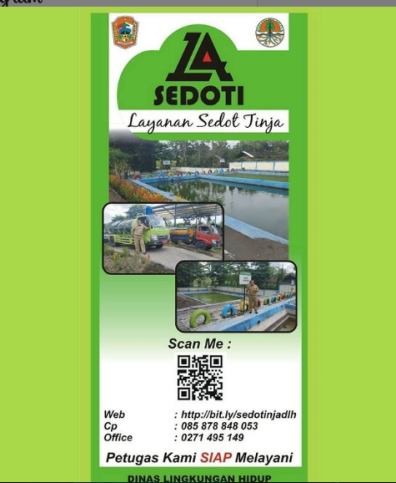 LA
SEDOTI
Layanan Sedot Tinja
Scan Me :
Web : http://bit.ly/sedotinjadlh
Cp : 085 878 848 053
Office : 0271 495 149
Petugas Kami SIAP Melayani
DINAS LINGKUNGAN HIDUP